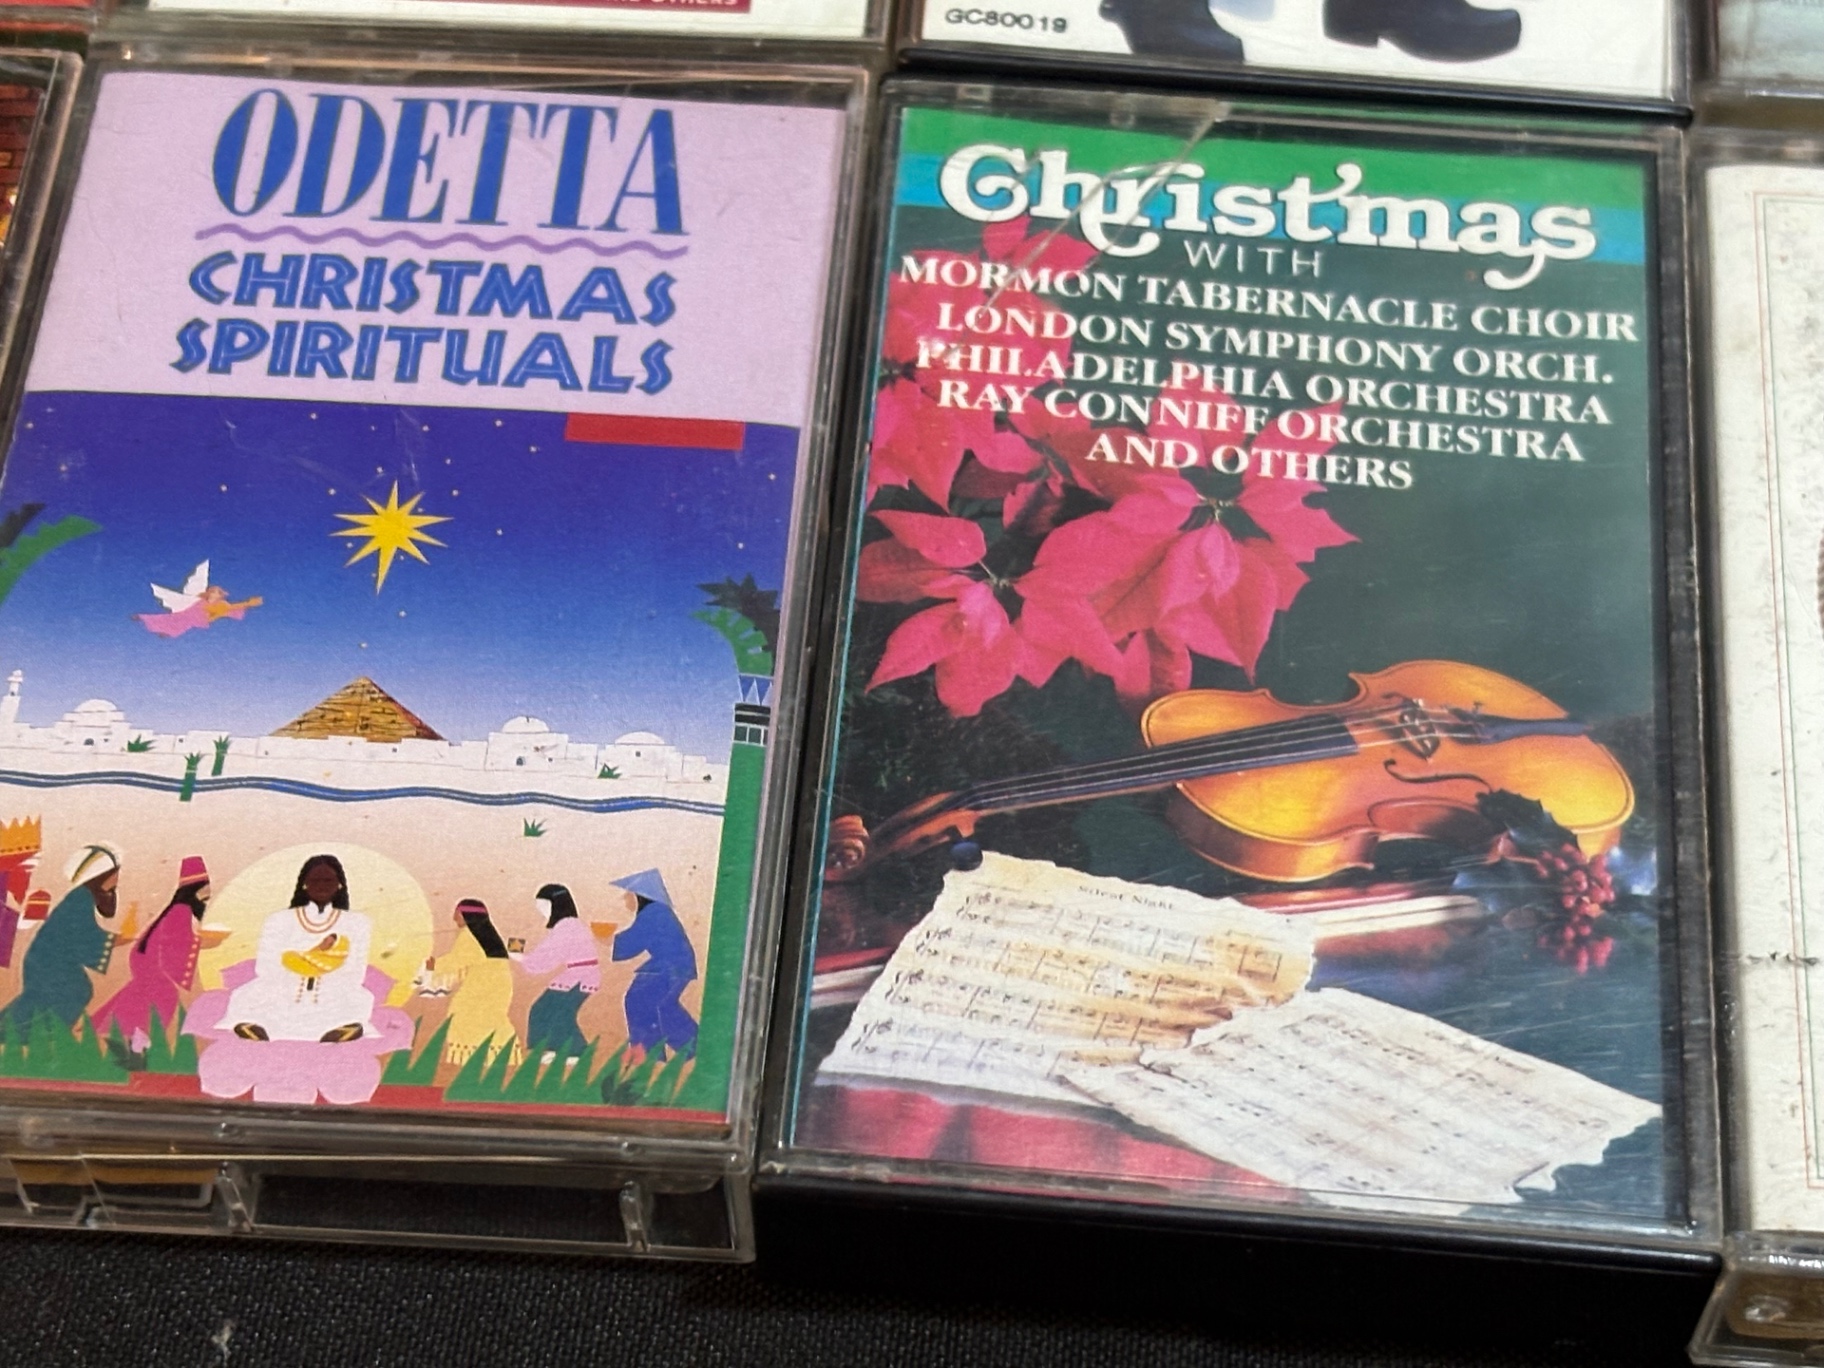 OTHERS
GC80019
ODETTA
CHRISTMAS
SPIRITUALS
Christmas
WITH
MORMON TABERNACLE CHOIR
LONDON SYMPHONY ORCH.
PHILADELPHIA ORCHESTRA
RAY CONNIFF ORCHESTRA
AND OTHERS
Silent Night